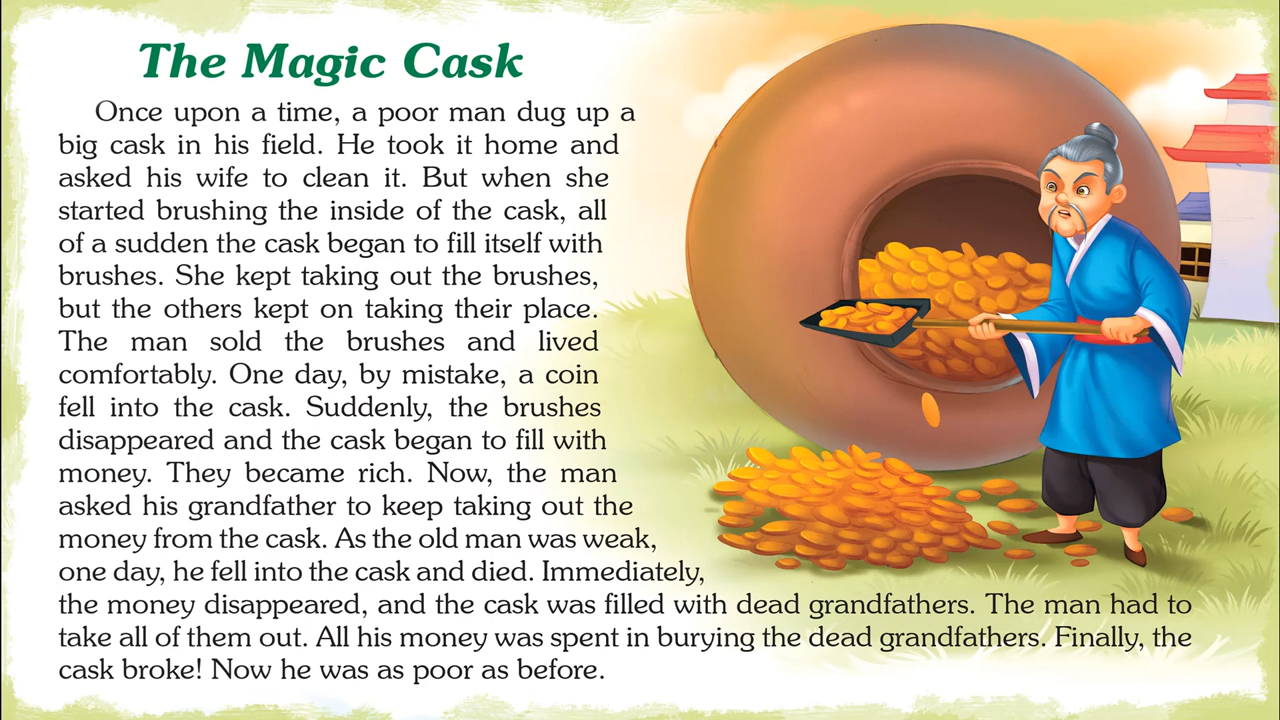 The Magic Cask
Once upon a time, a poor man dug up a
big cask in his field. He took it home and
asked his wife to clean it. But when she
started brushing the inside of the cask, all
of a sudden the cask began to fill itself with
brushes. She kept taking out the brushes,
but the others kept on taking their place.
The man sold the brushes and lived
comfortably. One day, by mistake, a coin
fell into the cask. Suddenly, the brushes
disappeared and the cask began to fill with
money. They became rich. Now, the man
asked his grandfather to keep taking out the
money from the cask. As the old man was weak,
one day, he fell into the cask and died. Immediately,
the money disappeared, and the cask was filled with dead grandfathers. The man had to
take all of them out. All his money was spent in burying the dead grandfathers. Finally, the
cask broke! Now he was as poor as before.